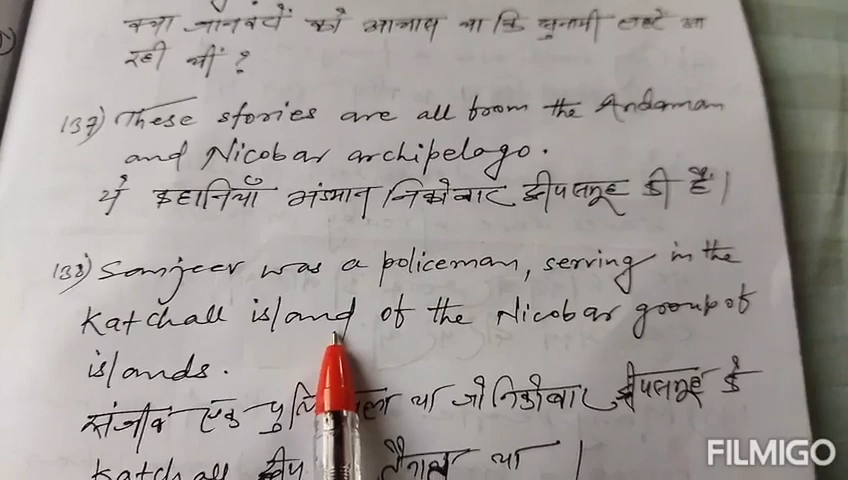 क्या जानवरों को आभास था कि सुनामी लहरें आ
रही थीं ?
137) These stories are all from the Andaman
and Nicobar archipelago.
ये कहानियाँ अंडमान निकोबार द्वीपसमूह की हैं।
138) Sanjeev was a policeman, serving in the
Katchall island of the Nicobar group of
islands.
संजीव एक था जो निकोबार द्वीपसमूह के
Katchall द्वीप तैनात था।
FILMIGO